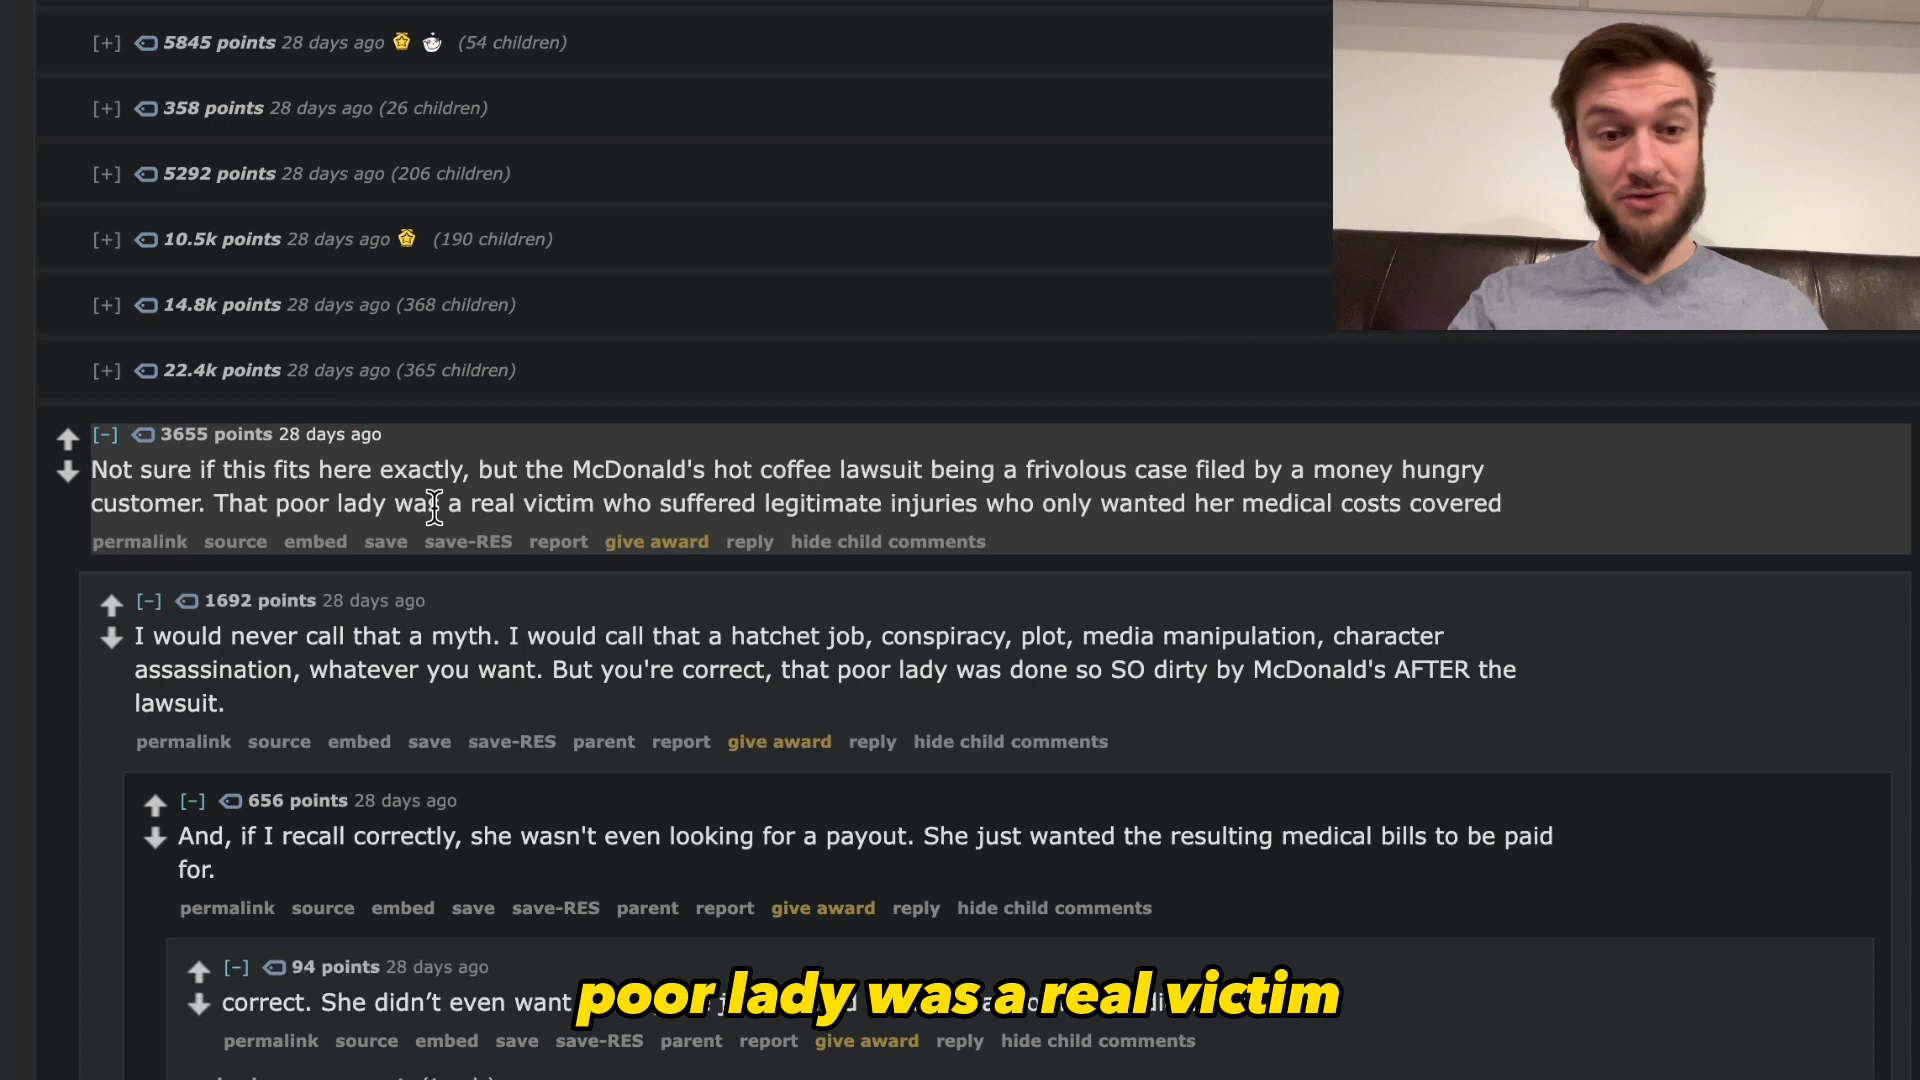 [+] 5845 points 28 days ago (54 children)
[+] 358 points 28 days ago (26 children)
[+] 5292 points 28 days ago (206 children)
[+] 10.5k points 28 days ago (190 children)
[+] 14.8k points 28 days ago (368 children)
[+] 22.4k points 28 days ago (365 children)
[–] 3655 points 28 days ago
Not sure if this fits here exactly, but the McDonald's hot coffee lawsuit being a frivolous case filed by a money hungry
customer. That poor lady was a real victim who suffered legitimate injuries who only wanted her medical costs covered
permalink source embed save save-RES report give award reply hide child comments
[–] 1692 points 28 days ago
I would never call that a myth. I would call that a hatchet job, conspiracy, plot, media manipulation, character
assassination, whatever you want. But you're correct, that poor lady was done so SO dirty by McDonald's AFTER the
lawsuit.
permalink source embed save save-RES parent report give award reply hide child comments
[–] 656 points 28 days ago
And, if I recall correctly, she wasn't even looking for a payout. She just wanted the resulting medical bills to be paid
for.
permalink source embed save save-RES parent report give award reply hide child comments
[–] 94 points 28 days ago
correct. She didn’t even want
poor lady was a real victim
permalink source embed save save-RES parent report give award reply hide child comments